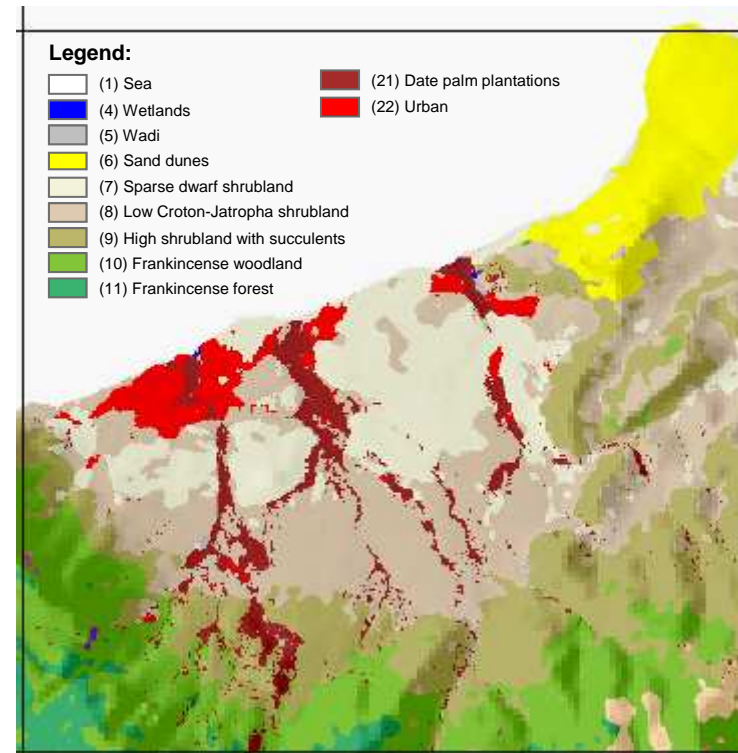 Legend:
(1) Sea
(4) Wetlands
(5) Wadi
(6) Sand dunes
(7) Sparse dwarf shrubland
(8) Low Croton-Jatropha shrubland
(9) High shrubland with succulents
(10) Frankincense woodland
(11) Frankincense forest
(21) Date palm plantations
(22) Urban